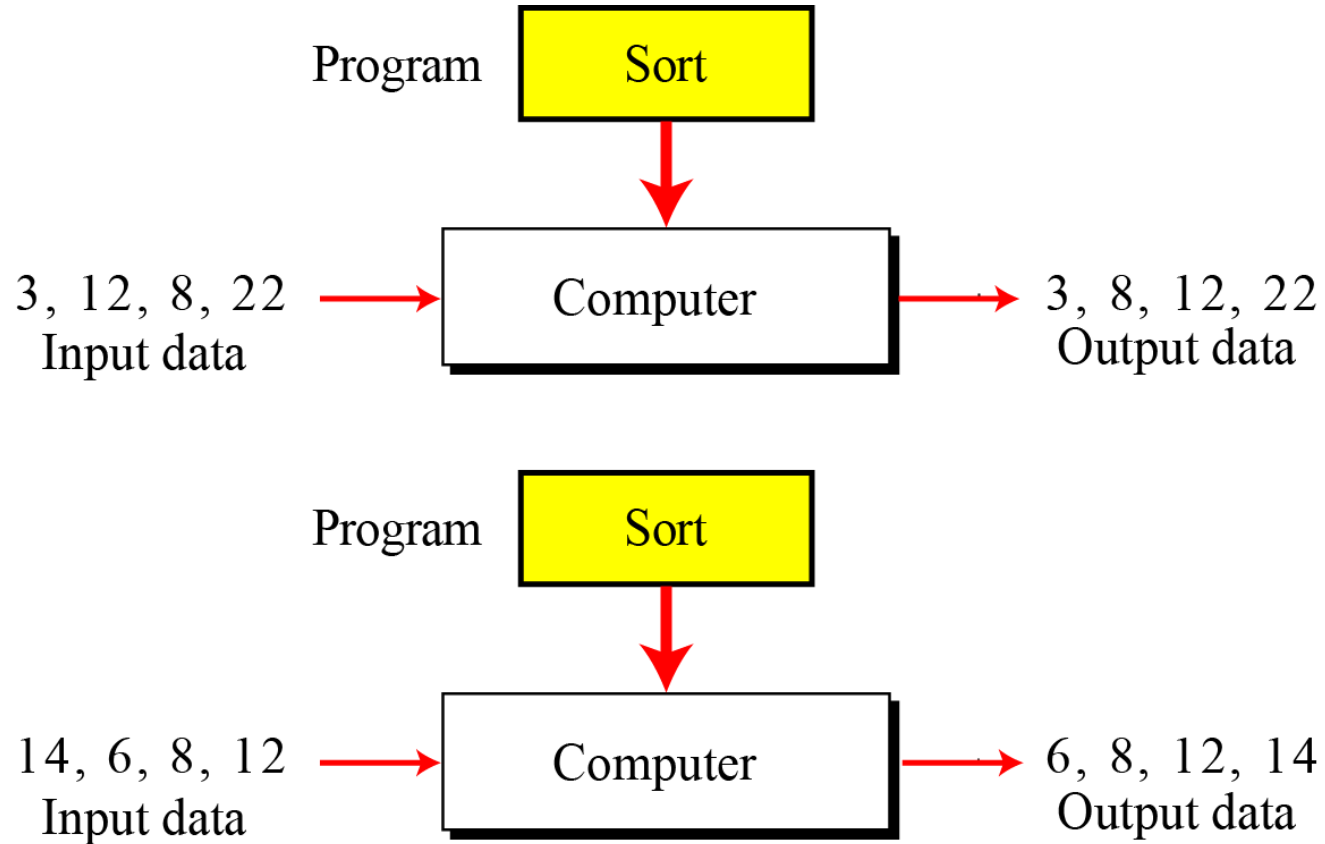 Program
Sort
3, 12, 8, 22
Input data
Computer
3, 8, 12, 22
Output data
Program
Sort
14, 6, 8, 12
Input data
Computer
6, 8, 12, 14
Output data